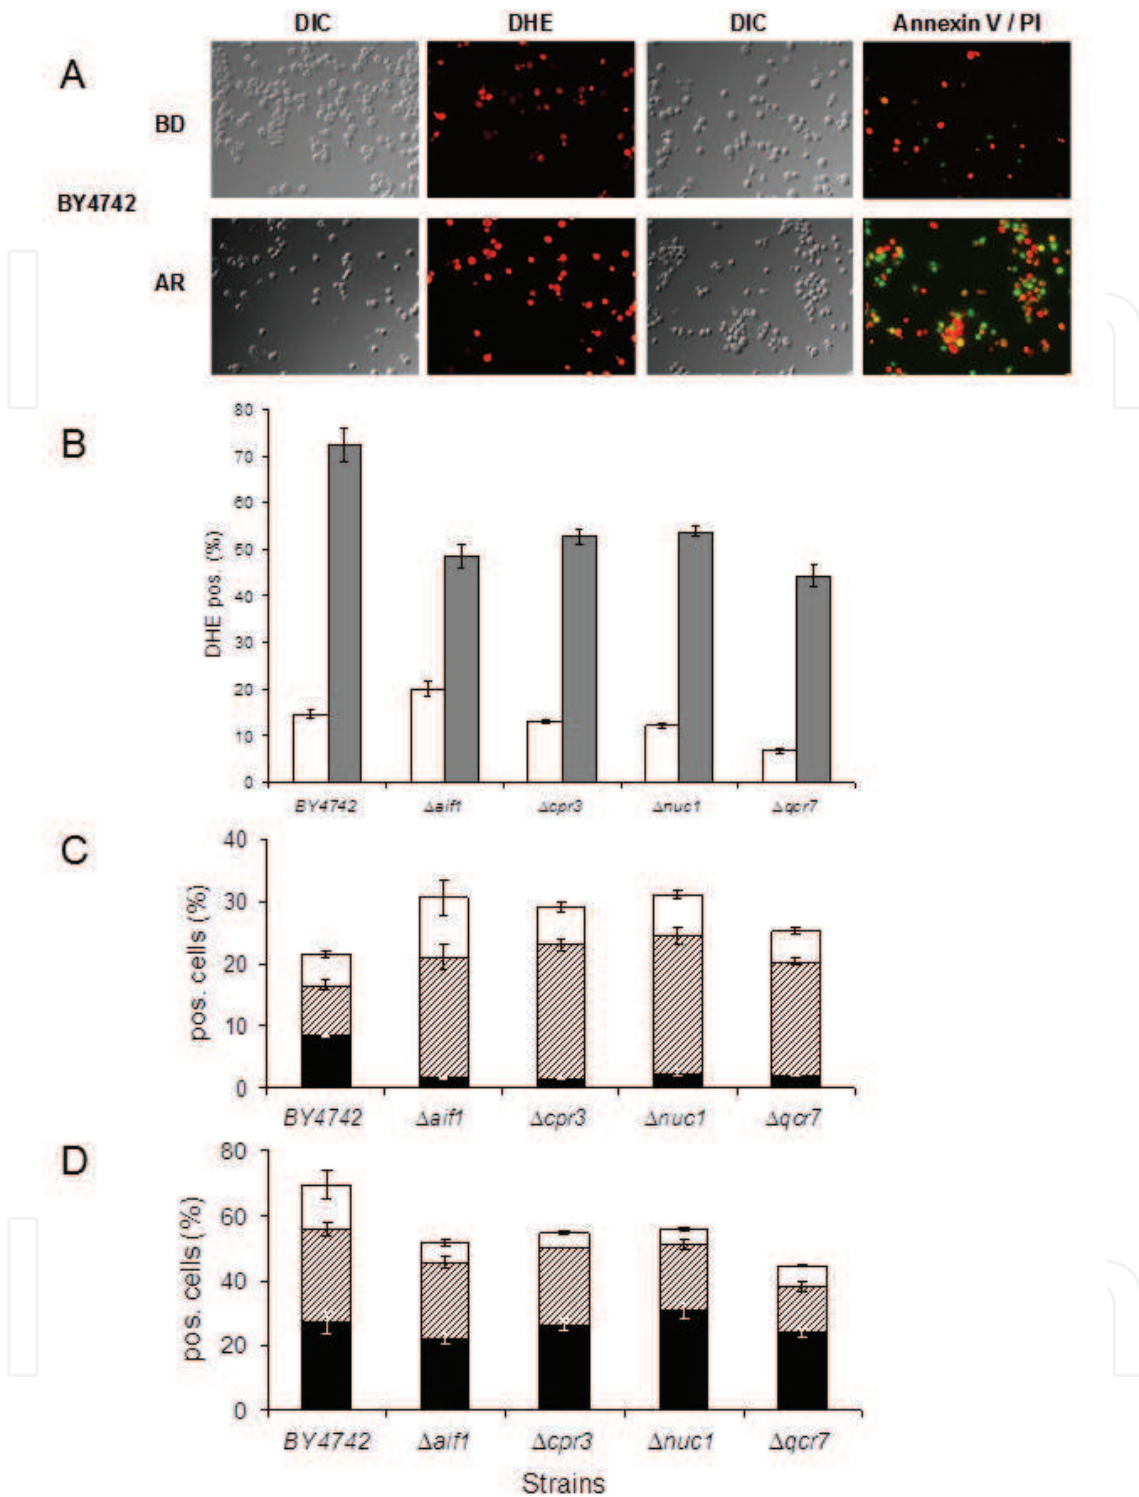 DIC DHE DIC Annexin V / PI
A
BD
BY4742
AR
B
DHE pos. (%)
80
70
60
50
40
30
20
10
0
BY4742 Δaif1 Δcpr3 Δnuc1 Δqcr7
C
pos. cells (%)
40
30
20
10
0
BY4742 Δaif1 Δcpr3 Δnuc1 Δqcr7
D
pos. cells (%)
80
60
40
20
0
BY4742 Δaif1 Δcpr3 Δnuc1 Δqcr7
Strains